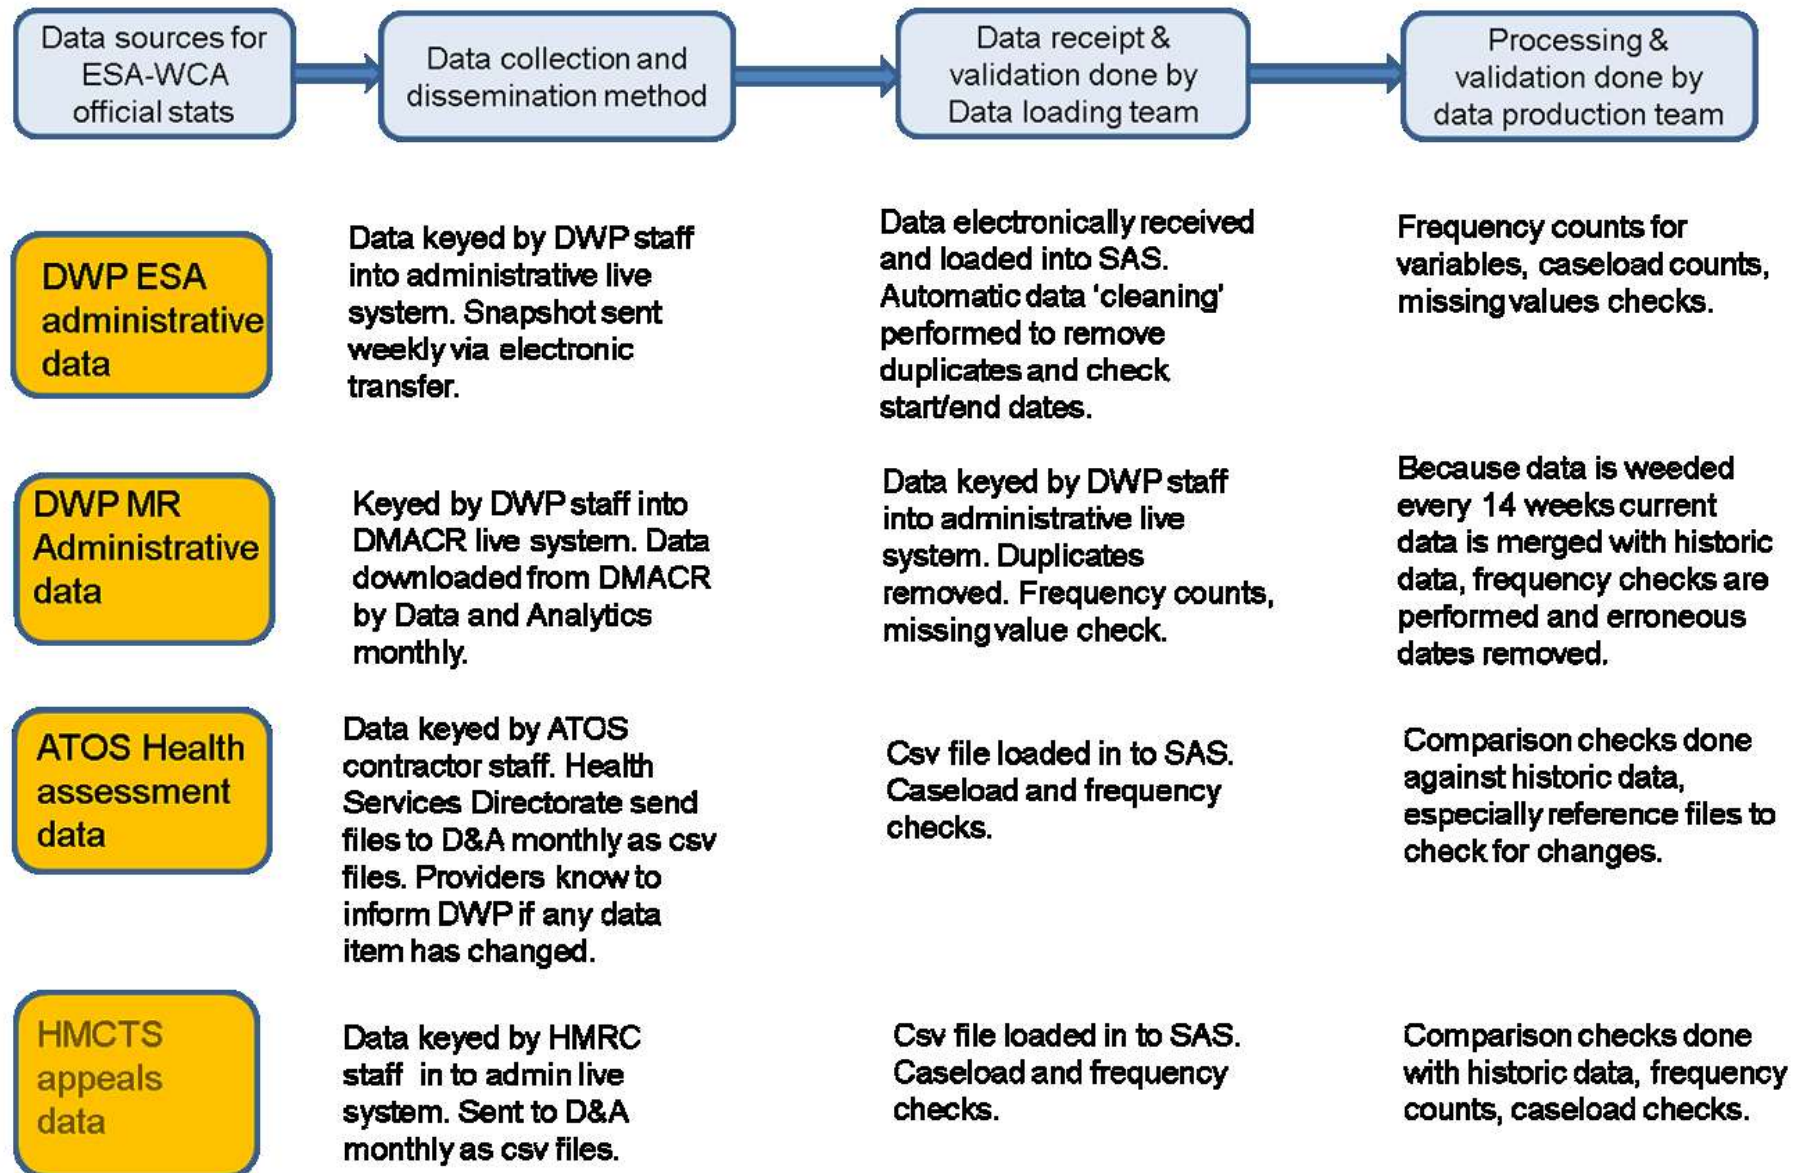 Data sources for
ESA-WCA
official stats
Data collection and
dissemination method
Data receipt &
validation done by
Data loading team
Processing &
validation done by
data production team
DWP ESA
administrative
data
Data keyed by DWP staff
into administrative live
system. Snapshot sent
weekly via electronic
transfer.
Data electronically received
and loaded into SAS.
Automatic data ‘cleaning’
performed to remove
duplicates and check
start/end dates.
Frequency counts for
variables, caseload counts,
missing values checks.
DWP MR
Administrative
data
Keyed by DWP staff into
DMACR live system. Data
downloaded from DMACR
by Data and Analytics
monthly.
Data keyed by DWP staff
into administrative live
system. Duplicates
removed. Frequency counts,
missing value check.
Because data is weeded
every 14 weeks current
data is merged with historic
data, frequency checks are
performed and erroneous
dates removed.
ATOS Health
assessment
data
Data keyed by ATOS
contractor staff. Health
Services Directorate send
files to D&A monthly as csv
files. Providers know to
inform DWP if any data
item has changed.
Csv file loaded in to SAS.
Caseload and frequency
checks.
Comparison checks done
against historic data,
especially reference files to
check for changes.
HMCTS
appeals
data
Data keyed by HMRC
staff in to admin live
system. Sent to D&A
monthly as csv files.
Csv file loaded in to SAS.
Caseload and frequency
checks.
Comparison checks done
with historic data, frequency
counts, caseload checks.